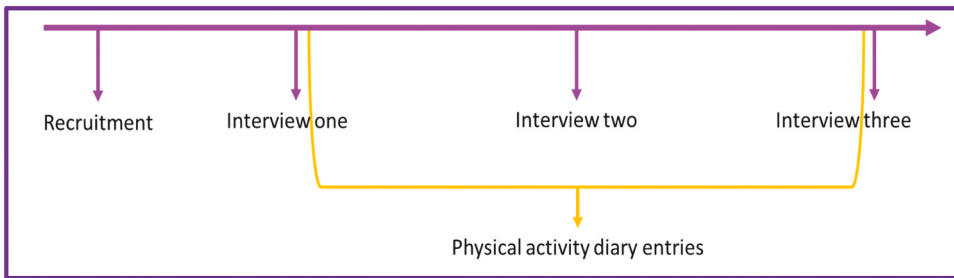 Recruitment
Interview one
Interview two
Interview three
Physical activity diary entries